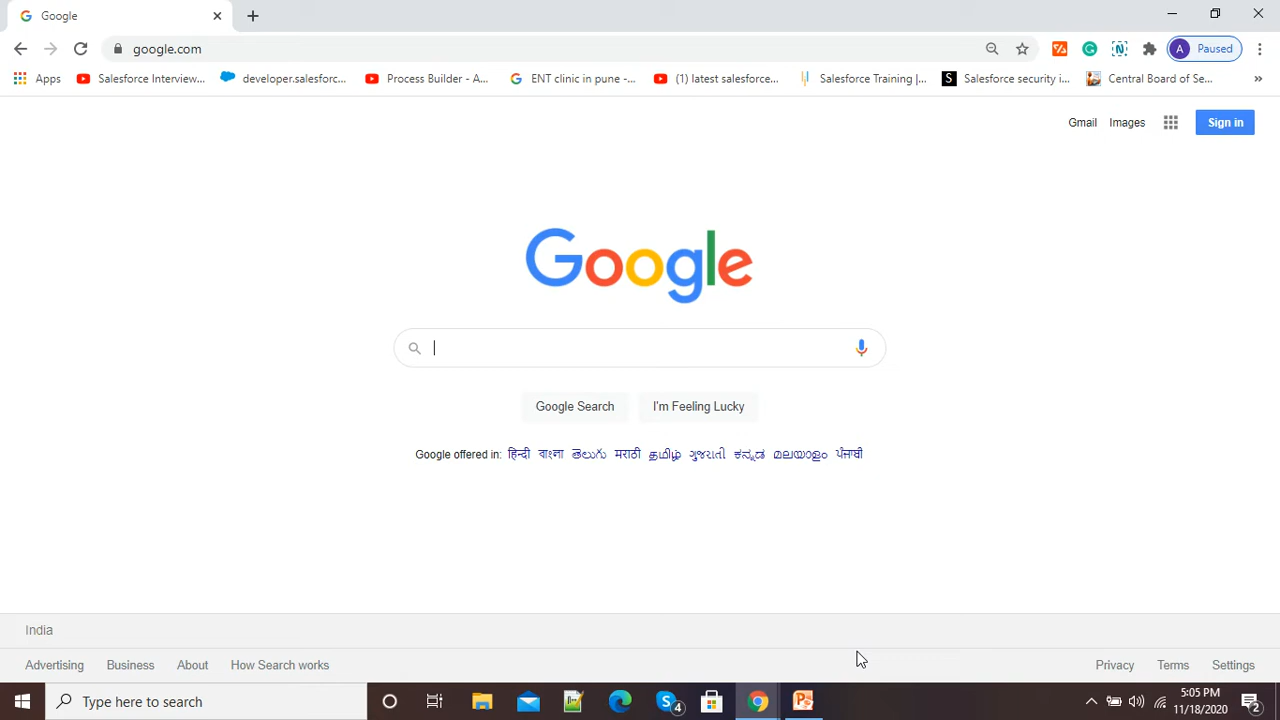 Google
google.com
A Paused
Apps Salesforce Interview... developer.salesforc... Process Builder - A... ENT clinic in pune -... (1) latest salesforce... Salesforce Training |... S Salesforce security i... Central Board of Se... »
Gmail Images Sign in
Google
Google Search I'm Feeling Lucky
Google offered in: हिन्दी বাংলা తెలుగు मराठी தமிழ் ગુજરાતી ಕನ್ನಡ മലയാളം ਪੰਜਾਬੀ
India
Advertising Business About How Search works Privacy Terms Settings
Type here to search 4 5:05 PM
11/18/2020 2